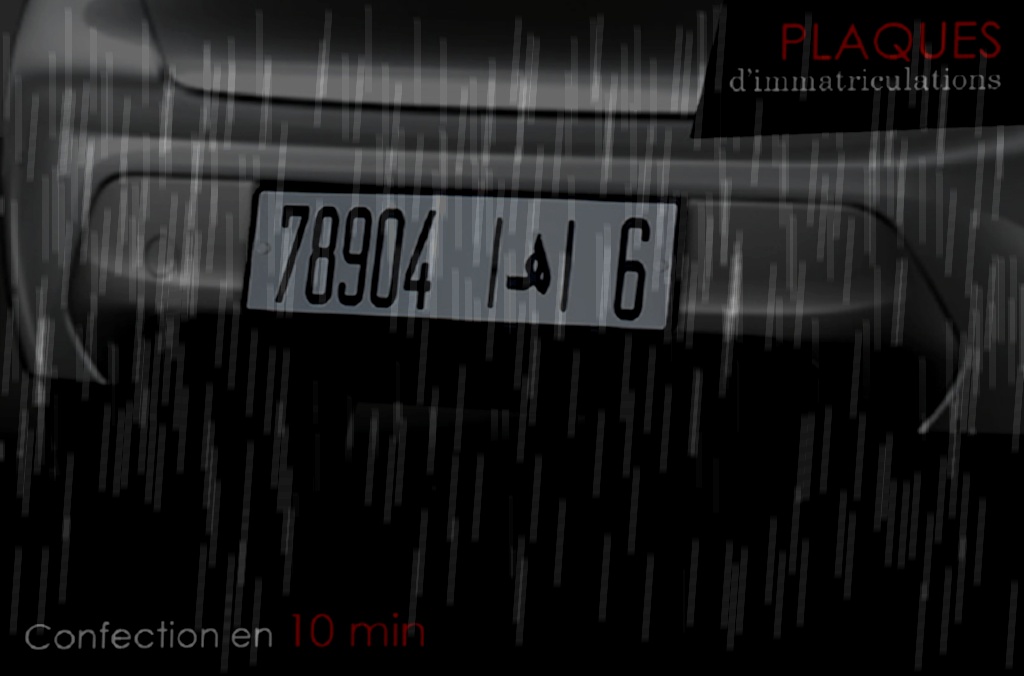 PLAQUES
d'immatriculations
78904 | هـ | 6
Confection en 10 min